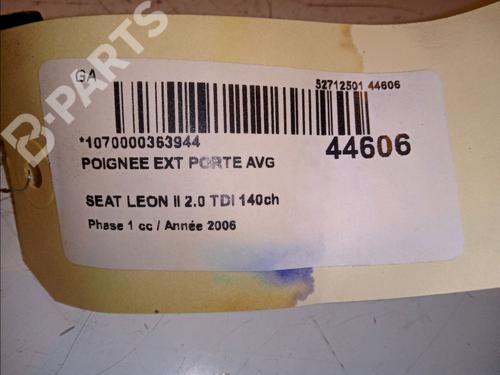 B-PARTS
GA
52712501 44606
*1070000363944
44606
POIGNEE EXT PORTE AVG
SEAT LEON II 2.0 TDI 140ch
Phase 1 cc / Année 2006